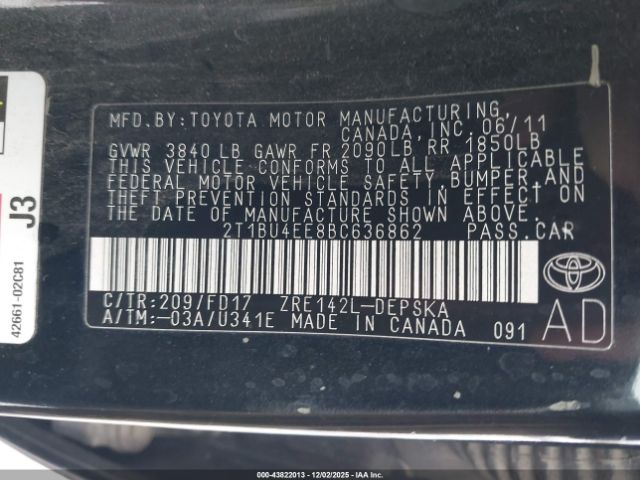 MFD.BY:TOYOTA MOTOR MANUFACTURING,
CANADA,INC. 06/11
GVWR 3840 LB GAWR FR 2090LB RR 1850LB
THIS VEHICLE CONFORMS TO ALL APPLICABLE
FEDERAL MOTOR VEHICLE SAFETY,BUMPER,AND
THEFT PREVENTION STANDARDS IN EFFECT ON
THE DATE OF MANUFACTURE SHOWN ABOVE.
2T1BU4EE8BC636862 PASS.CAR
C/TR:209/FD17 ZRE142L-DEPSKA
A/TM:-03A/U341E MADE IN CANADA 091
AD
J3
42661-02C81
000-43822013 - 12/02/2025 - IAAI.COM